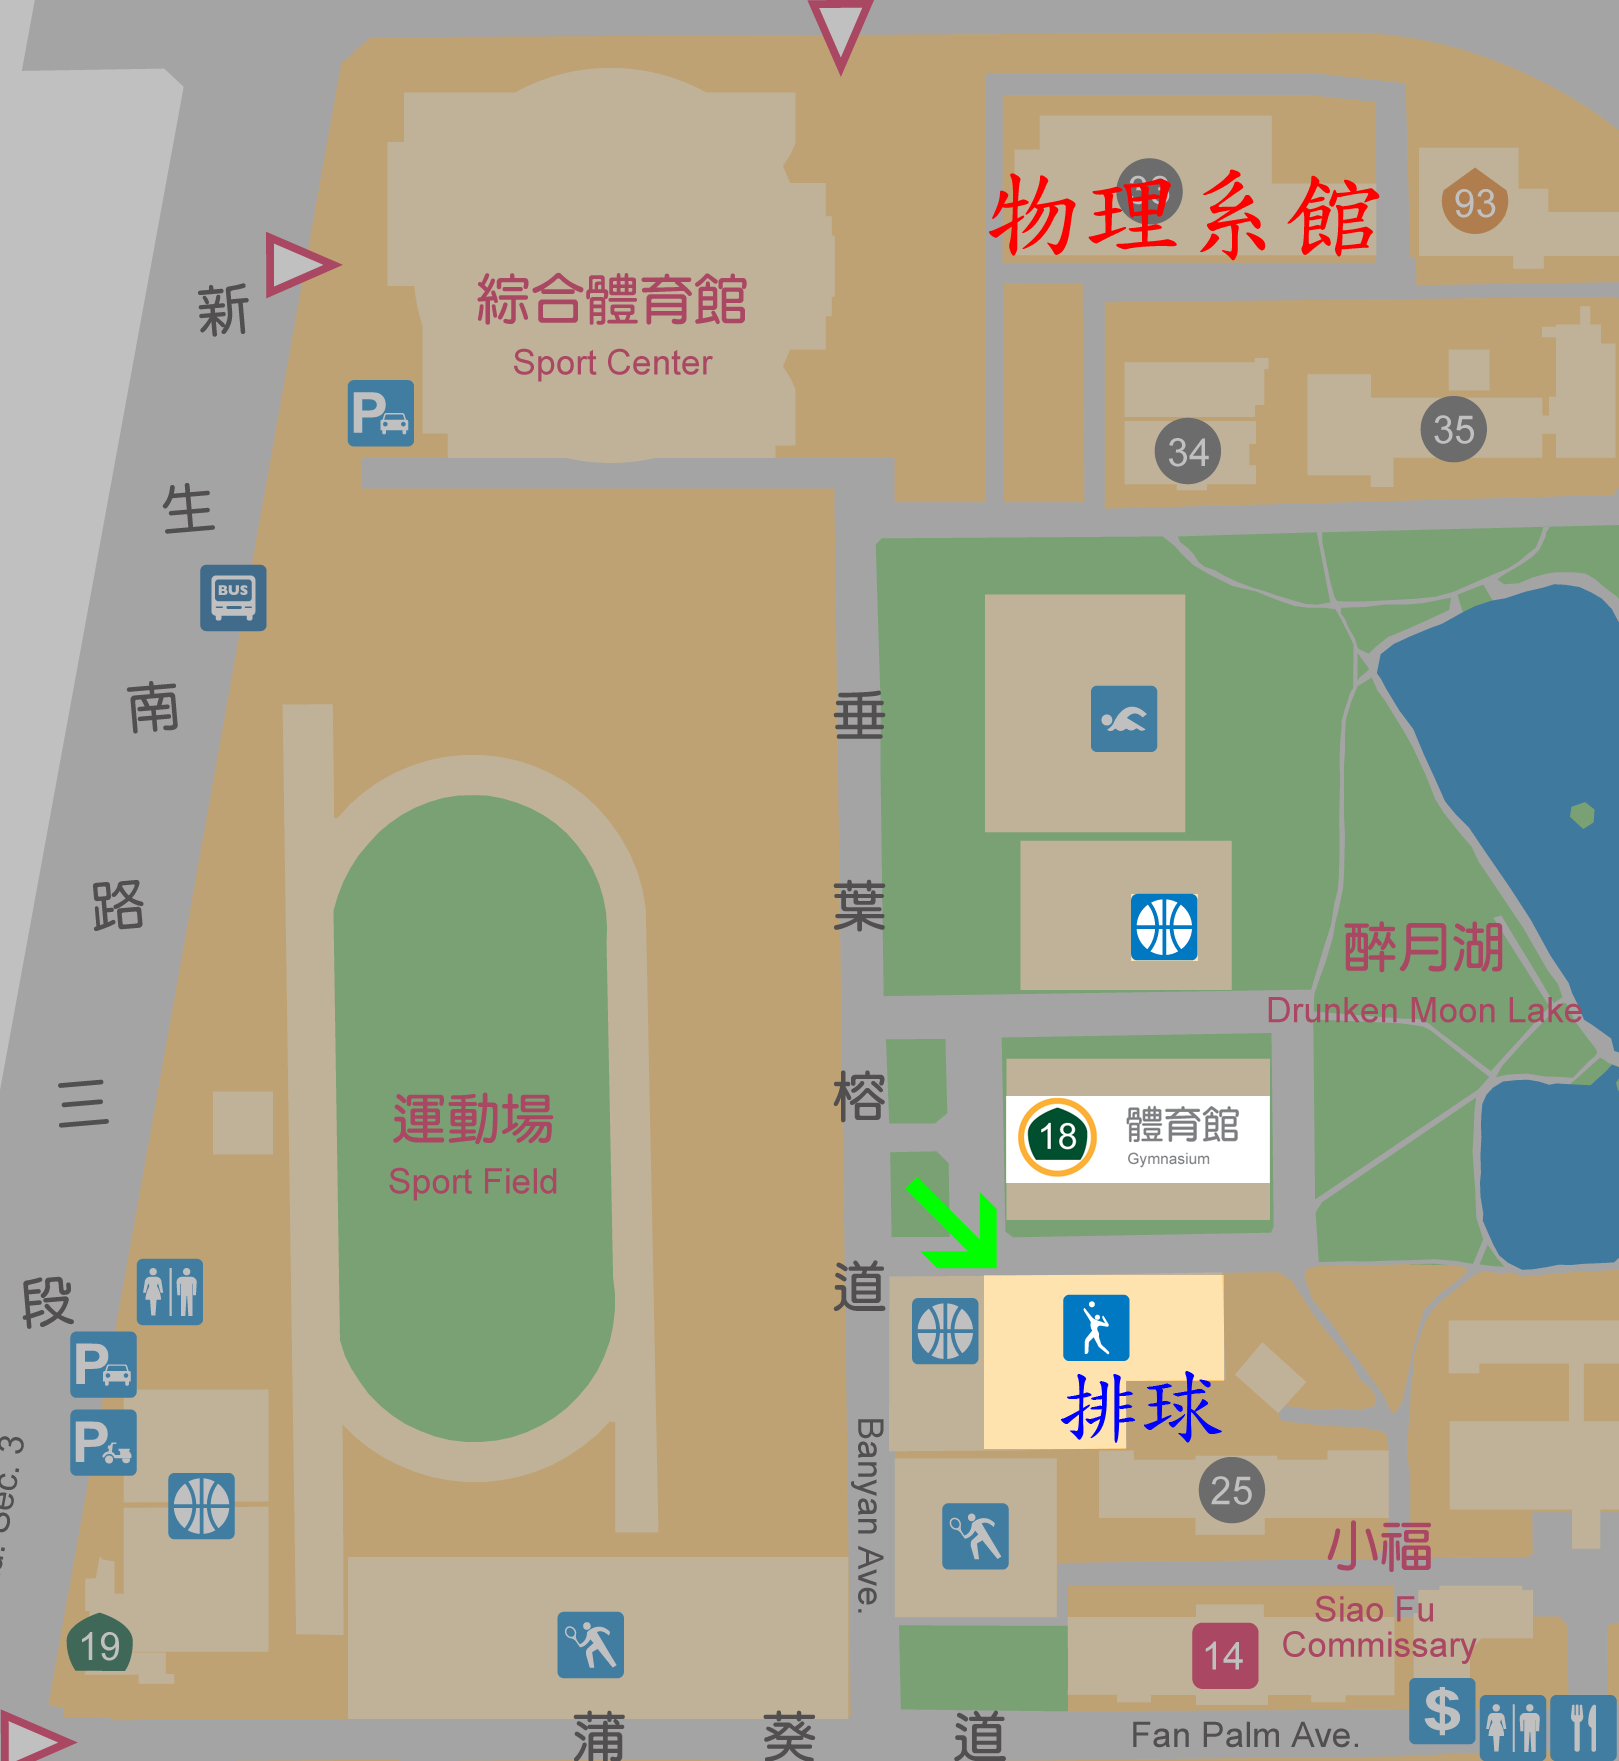 物理系館
93
綜合體育館
Sport Center
P
34
35
新生南路三段
BUS
垂葉榕道
醉月湖
Drunken Moon Lake
運動場
Sport Field
18
體育館
Gymnasium
排球
P
P
Sec. 3
Banyan Ave.
25
小福
Siao Fu
Commissary
19
14
$
蒲葵道
Fan Palm Ave.